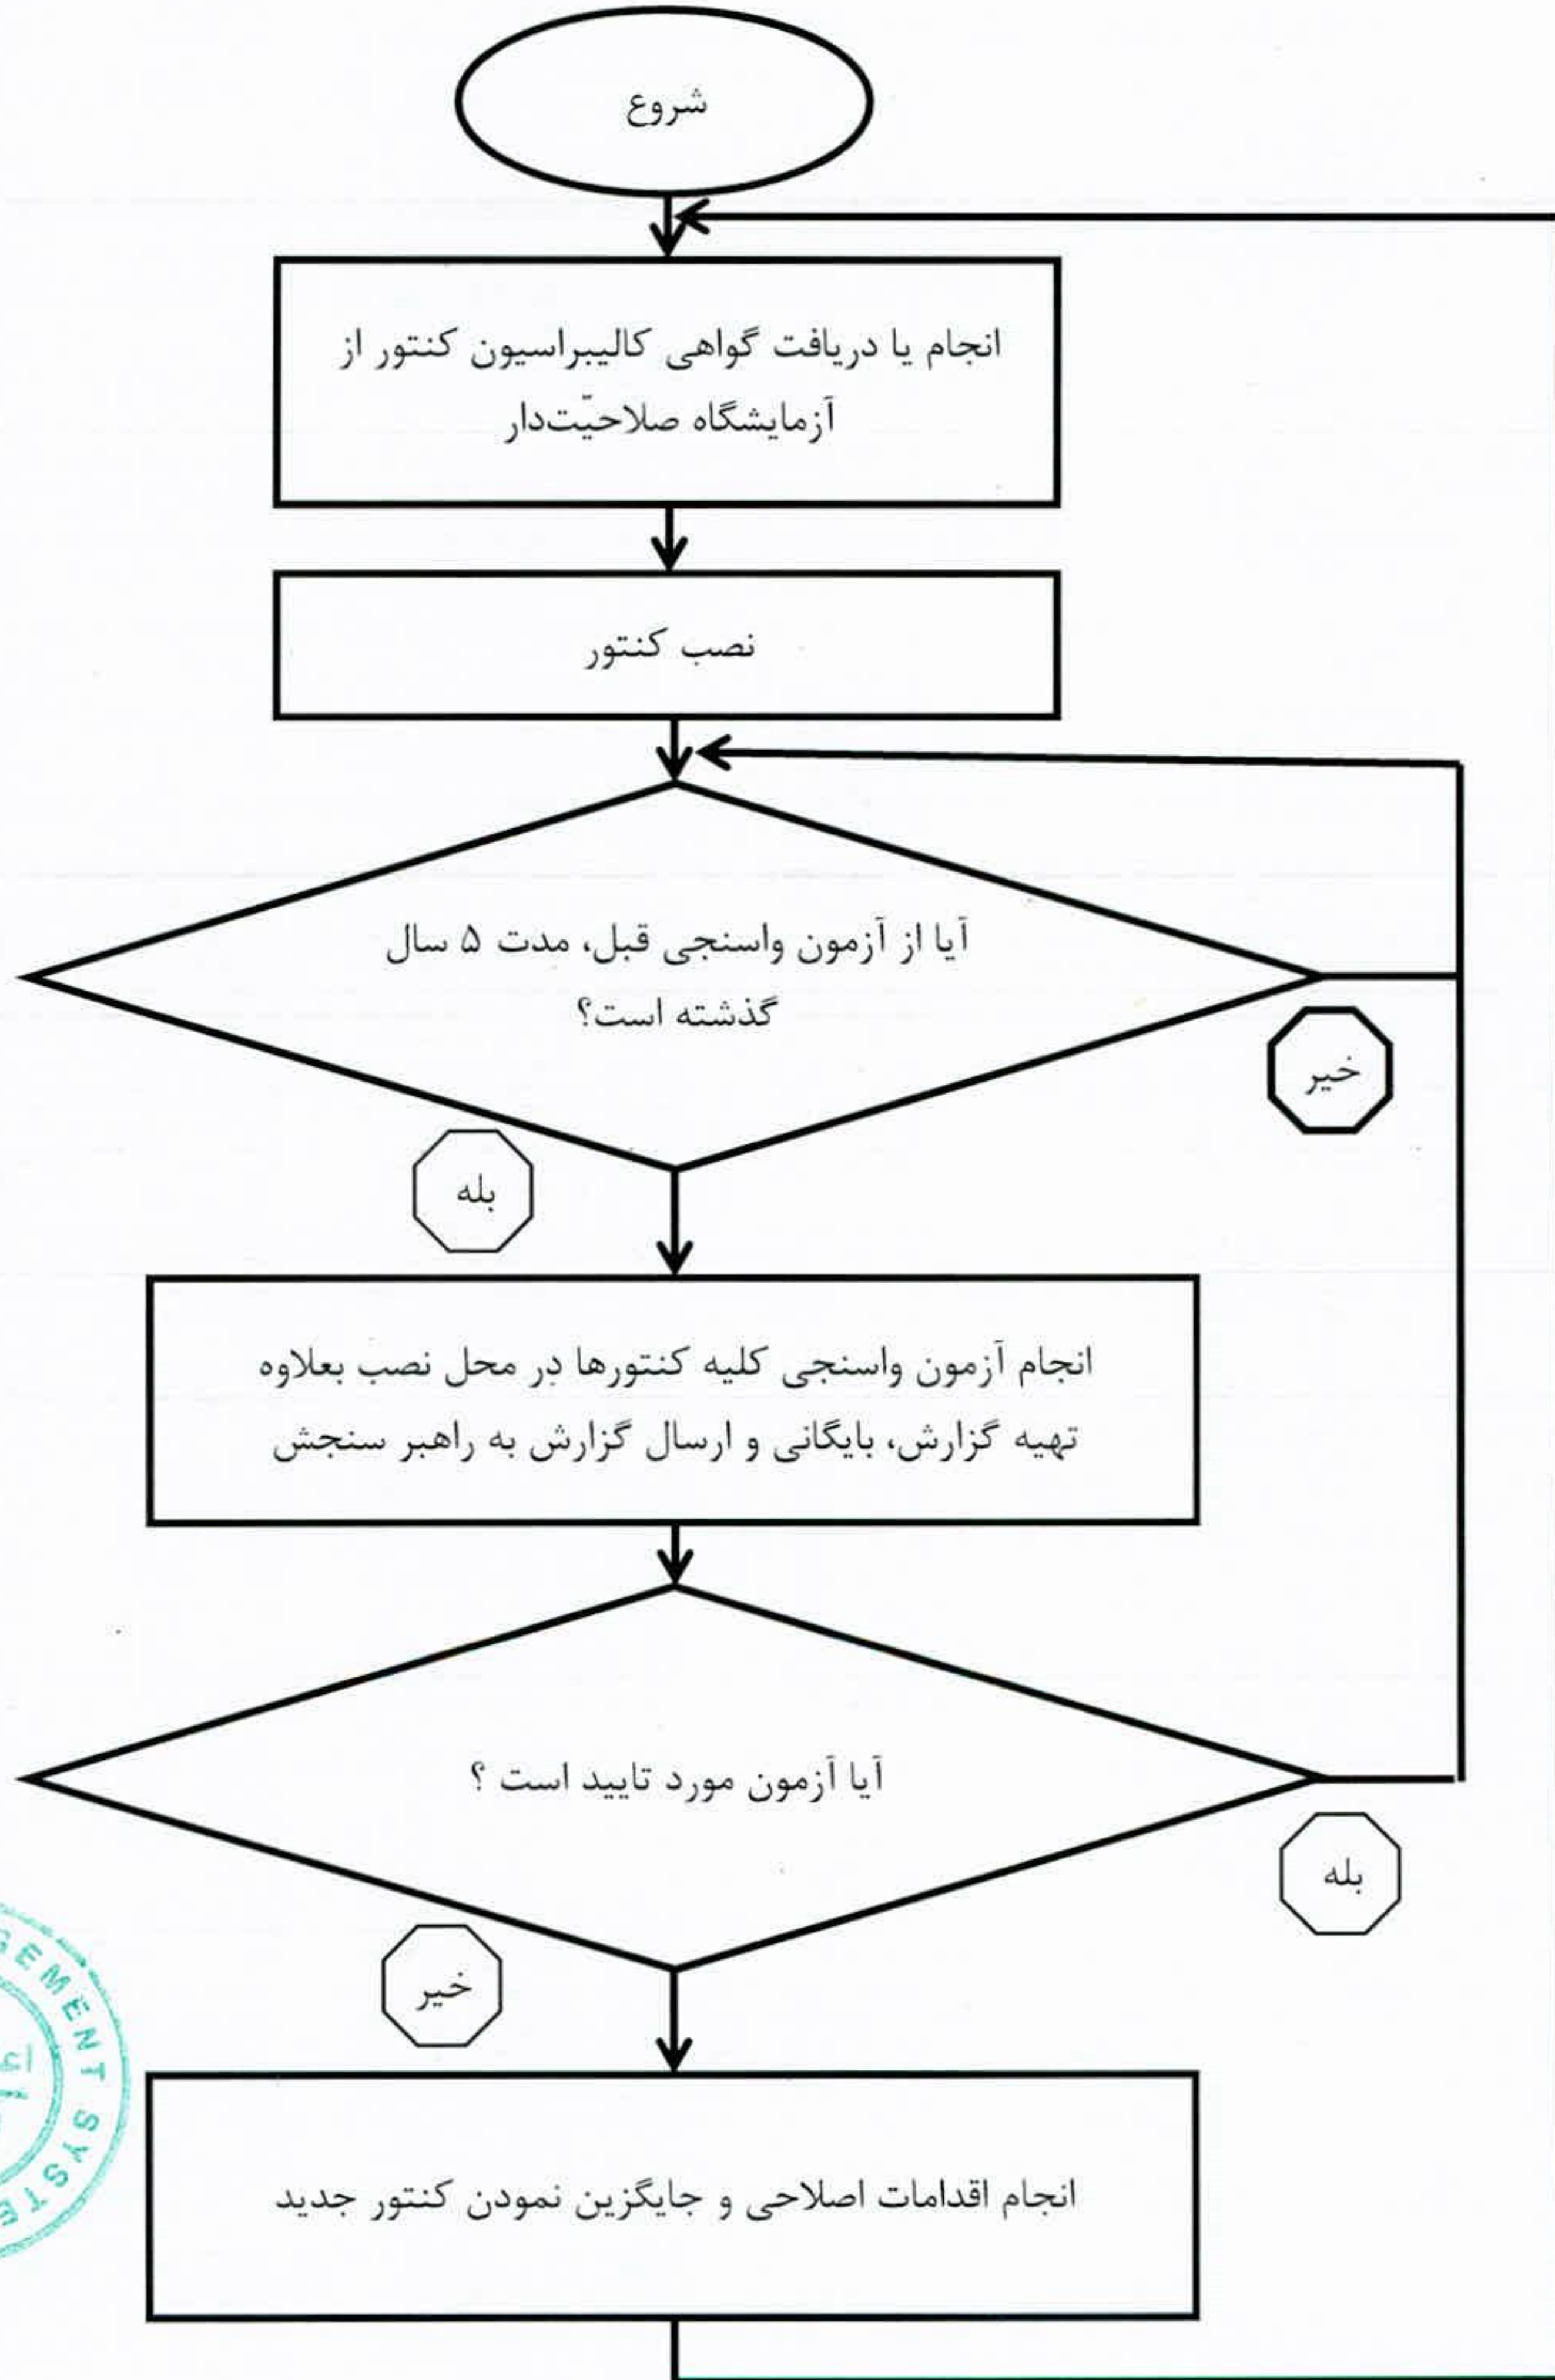 شروع
انجام یا دریافت گواهی کالیبراسیون کنتور از
آزمایشگاه صلاحیّت‌دار
نصب کنتور
آیا از آزمون واسنجی قبل، مدت ۵ سال
گذشته است؟
خیر
بله
انجام آزمون واسنجی کلیه کنتورها در محل نصب بعلاوه
تهیه گزارش، بایگانی و ارسال گزارش به راهبر سنجش
آیا آزمون مورد تایید است ؟
بله
خیر
انجام اقدامات اصلاحی و جایگزین نمودن کنتور جدید